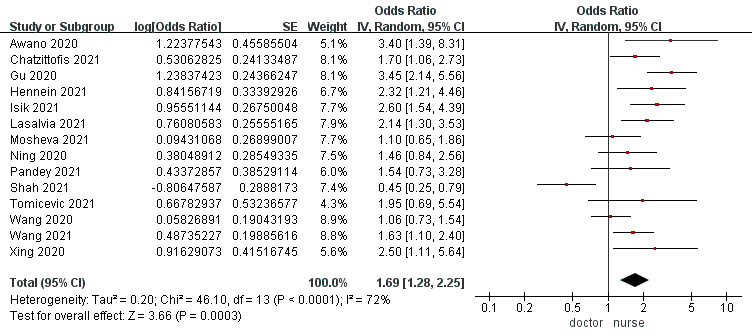 Odds Ratio Odds Ratio
Study or Subgroup log[Odds Ratio] SE Weight IV, Random, 95% CI IV, Random, 95% CI
Awano 2020 1.22377543 0.45585504 5.1% 3.40 [1.39, 8.31]
Chatzittofis 2021 0.53062825 0.24133487 8.1% 1.70 [1.06, 2.73]
Gu 2020 1.23837423 0.24366247 8.1% 3.45 [2.14, 5.56]
Hennein 2021 0.84156719 0.33392926 6.7% 2.32 [1.21, 4.46]
Isik 2021 0.95551144 0.26750048 7.8% 2.60 [1.54, 4.39]
Lasalvia 2021 0.76080583 0.25555165 7.9% 2.14 [1.30, 3.53]
Mosheva 2021 0.09431068 0.26899007 7.7% 1.10 [0.65, 1.86]
Ning 2020 0.38048912 0.28549335 7.5% 1.46 [0.84, 2.56]
Pandey 2021 0.43372857 0.38529114 6.0% 1.54 [0.73, 3.28]
Shah 2021 -0.80647587 0.2888173 7.4% 0.45 [0.25, 0.79]
Tomicevic 2021 0.66782937 0.53236577 4.3% 1.95 [0.69, 5.54]
Wang 2020 0.05826891 0.19043193 8.9% 1.06 [0.73, 1.54]
Wang 2021 0.48735227 0.19885616 8.7% 1.63 [1.10, 2.40]
Xing 2020 0.91629073 0.41516745 5.6% 2.50 [1.11, 5.64]
Total (95% CI) 100.0% 1.69 [1.28, 2.25]
Heterogeneity: Tau² = 0.20; Chi² = 46.10, df = 13 (P < 0.0001); I² = 72%
Test for overall effect: Z = 3.66 (P = 0.0003)
0.1 0.2 0.5 1 2 5 10
doctor nurse